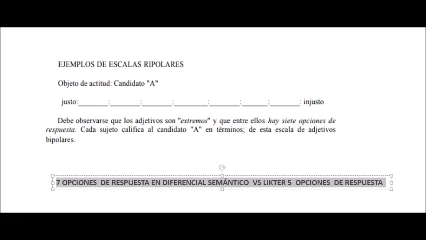 EJEMPLOS DE ESCALAS RIPOLARES
Objeto de actitud: Candidato "A"
justo:________:________:________:________:________:________:________: injusto
Debe observarse que los adjetivos son "extremos" y que entre ellos hay siete opciones de
respuesta. Cada sujeto califica al candidato "A" en términos; de esta escala de adjetivos
bipolares.
7 OPCIONES DE RESPUESTA EN DIFERENCIAL SEMÁNTICO VS LIKTER 5 OPCIONES DE RESPUESTA